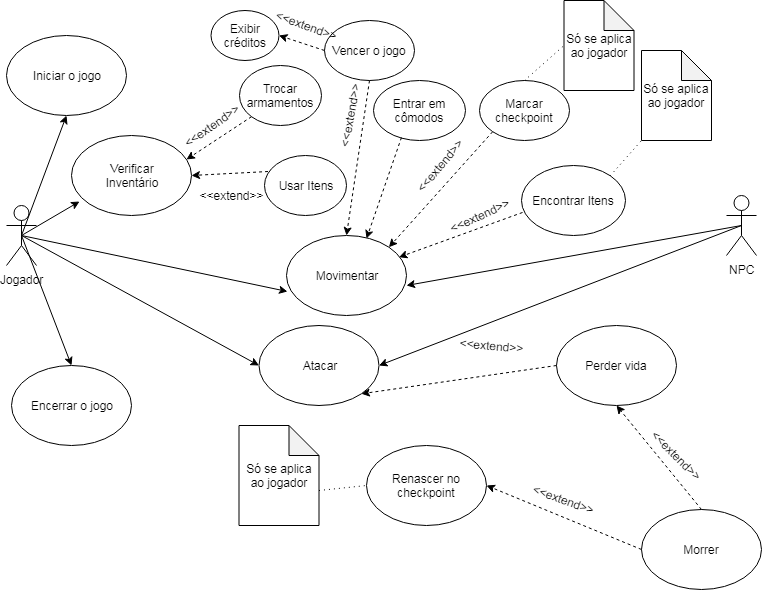 <<extend>>
Exibir
créditos
Vencer o jogo
Só se aplica
ao jogador
Iniciar o jogo
Trocar
armamentos
Entrar em
cômodos
Marcar
checkpoint
Só se aplica
ao jogador
<<extend>>
<<extend>>
<<extend>>
Verificar
Inventário
<<extend>>
Usar Itens
<<extend>>
Encontrar Itens
Jogador
Movimentar
NPC
<<extend>>
Atacar
Perder vida
Encerrar o jogo
Só se aplica
ao jogador
Renascer no
checkpoint
<<extend>>
<<extend>>
Morrer